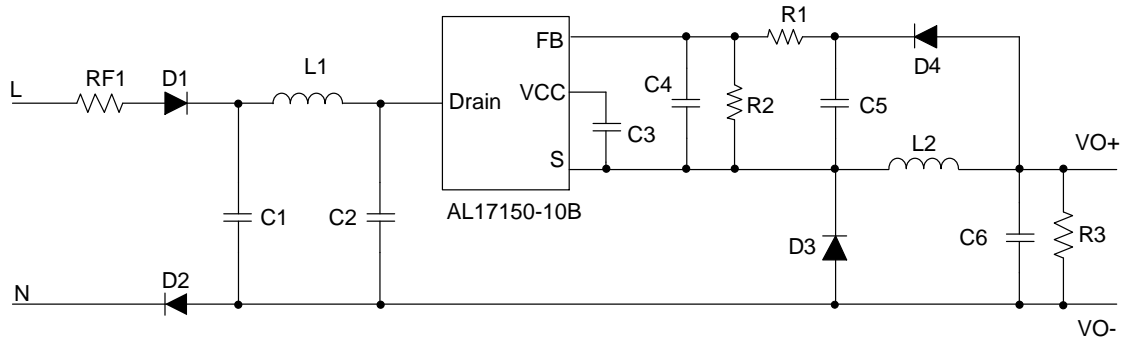 L
RF1
D1
L1
Drain
FB
VCC
S
AL17150-10B
C3
C4
R2
R1
C5
D4
L2
VO+
C1
C2
D3
C6
R3
N
D2
VO-